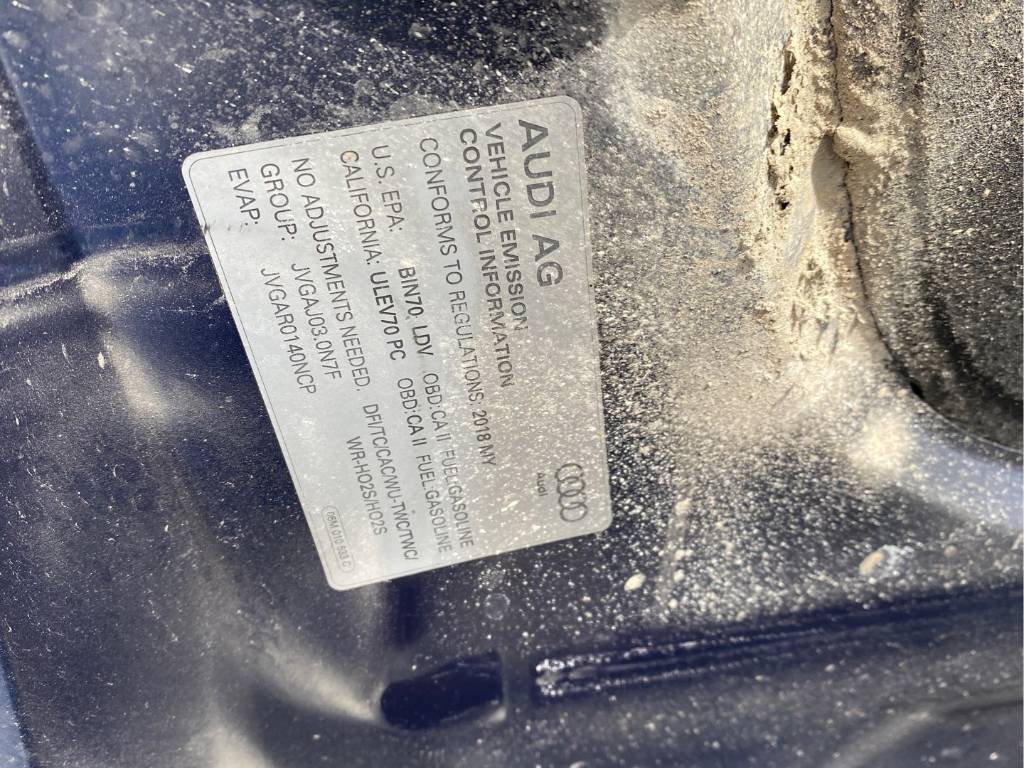 AUDI AG
VEHICLE EMISSION
CONTROL INFORMATION
Audi
CONFORMS TO REGULATIONS: 2018 MY
U.S. EPA: BIN70, LDV OBD:CA II FUEL:GASOLINE
CALIFORNIA: ULEV70 PC OBD:CA II FUEL:GASOLINE
NO ADJUSTMENTS NEEDED. DFI/TC/CAC/WU-TWC/TWC/
GROUP: JVGAJ03.0N7F WR-HO2S/HO2S
EVAP: JVGAR0140NCP